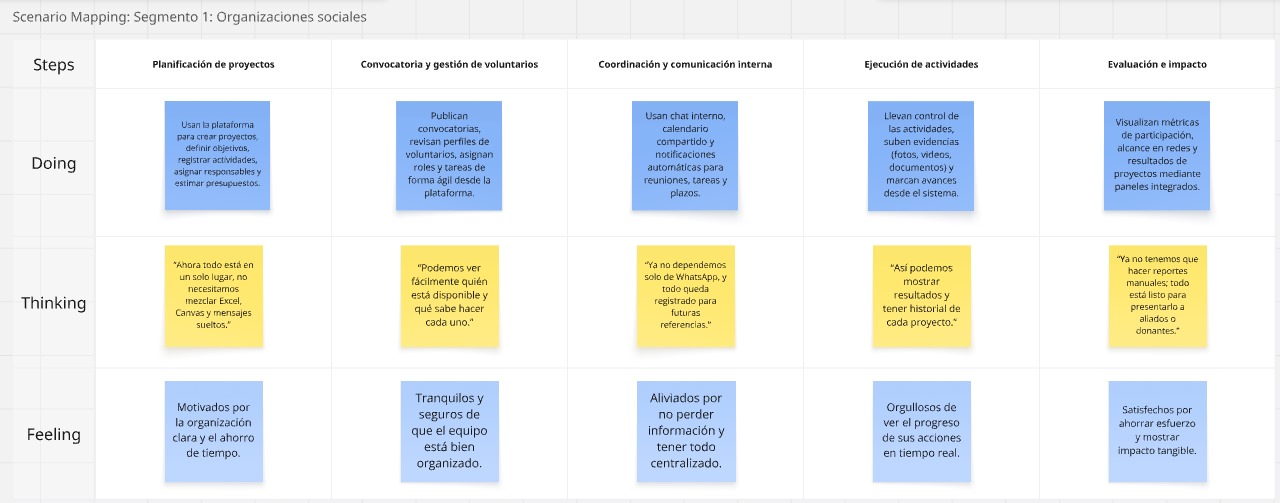 Scenario Mapping: Segmento 1: Organizaciones sociales
Steps
Planificación de proyectos
Convocatoria y gestión de voluntarios
Coordinación y comunicación interna
Ejecución de actividades
Evaluación e impacto
Doing
Usan la plataforma
para crear proyectos,
definir objetivos,
registrar actividades,
asignar responsables y
estimar presupuestos.
Publican
convocatorias,
revisan perfiles de
voluntarios, asignan
roles y tareas de
forma ágil desde la
plataforma.
Usan chat interno,
calendario
compartido y
notificaciones
automáticas para
reuniones, tareas y
plazos.
Llevan control de
las actividades,
suben evidencias
(fotos, videos,
documentos) y
marcan avances
desde el sistema.
Visualizan métricas
de participación,
alcance en redes y
resultados de
proyectos mediante
paneles integrados.
Thinking
“Ahora todo está en
un solo lugar, no
necesitamos
mezclar Excel,
Canvas y mensajes
sueltos.”
“Podemos ver
fácilmente quién
está disponible y
qué sabe hacer
cada uno.”
“Ya no dependemos
solo de WhatsApp, y
todo queda
registrado para
futuras
referencias.”
“Así podemos
mostrar
resultados y
tener historial de
cada proyecto.”
“Ya no tenemos que
hacer reportes
manuales; todo
está listo para
presentarlo a
aliados o
donantes.”
Feeling
Motivados por
la organización
clara y el ahorro
de tiempo.
Tranquilos y
seguros de
que el equipo
está bien
organizado.
Aliviados por
no perder
información y
tener todo
centralizado.
Orgullosos de
ver el progreso
de sus acciones
en tiempo real.
Satisfechos por
ahorrar esfuerzo
y mostrar
impacto tangible.